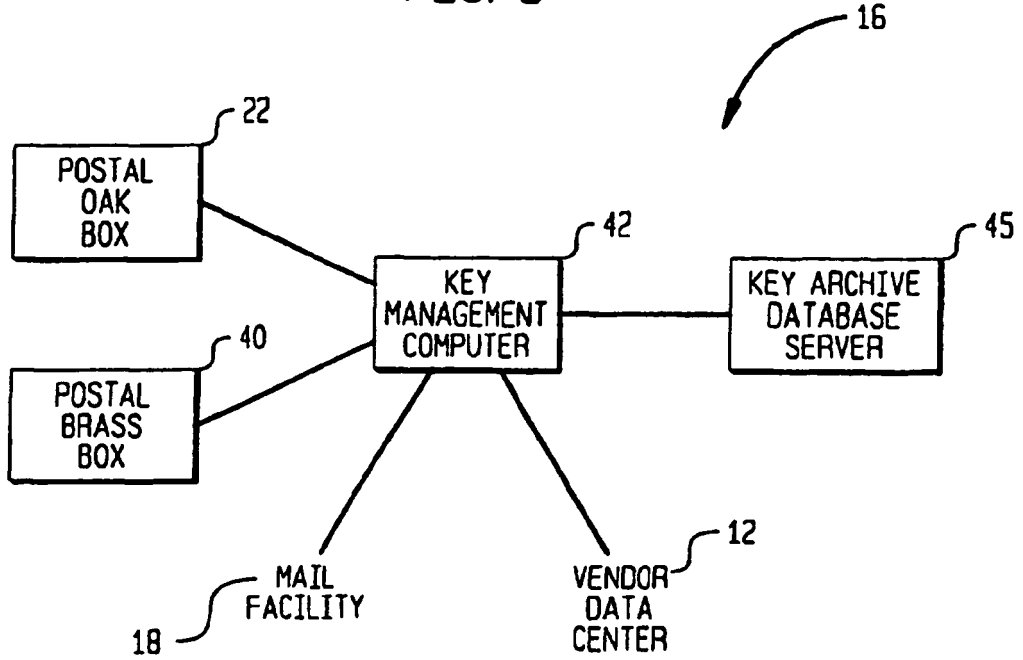 16
22
POSTAL
OAK
BOX
42
KEY
MANAGEMENT
COMPUTER
45
KEY ARCHIVE
DATABASE
SERVER
40
POSTAL
BRASS
BOX
12
MAIL
FACILITY
18
VENDOR
DATA
CENTER